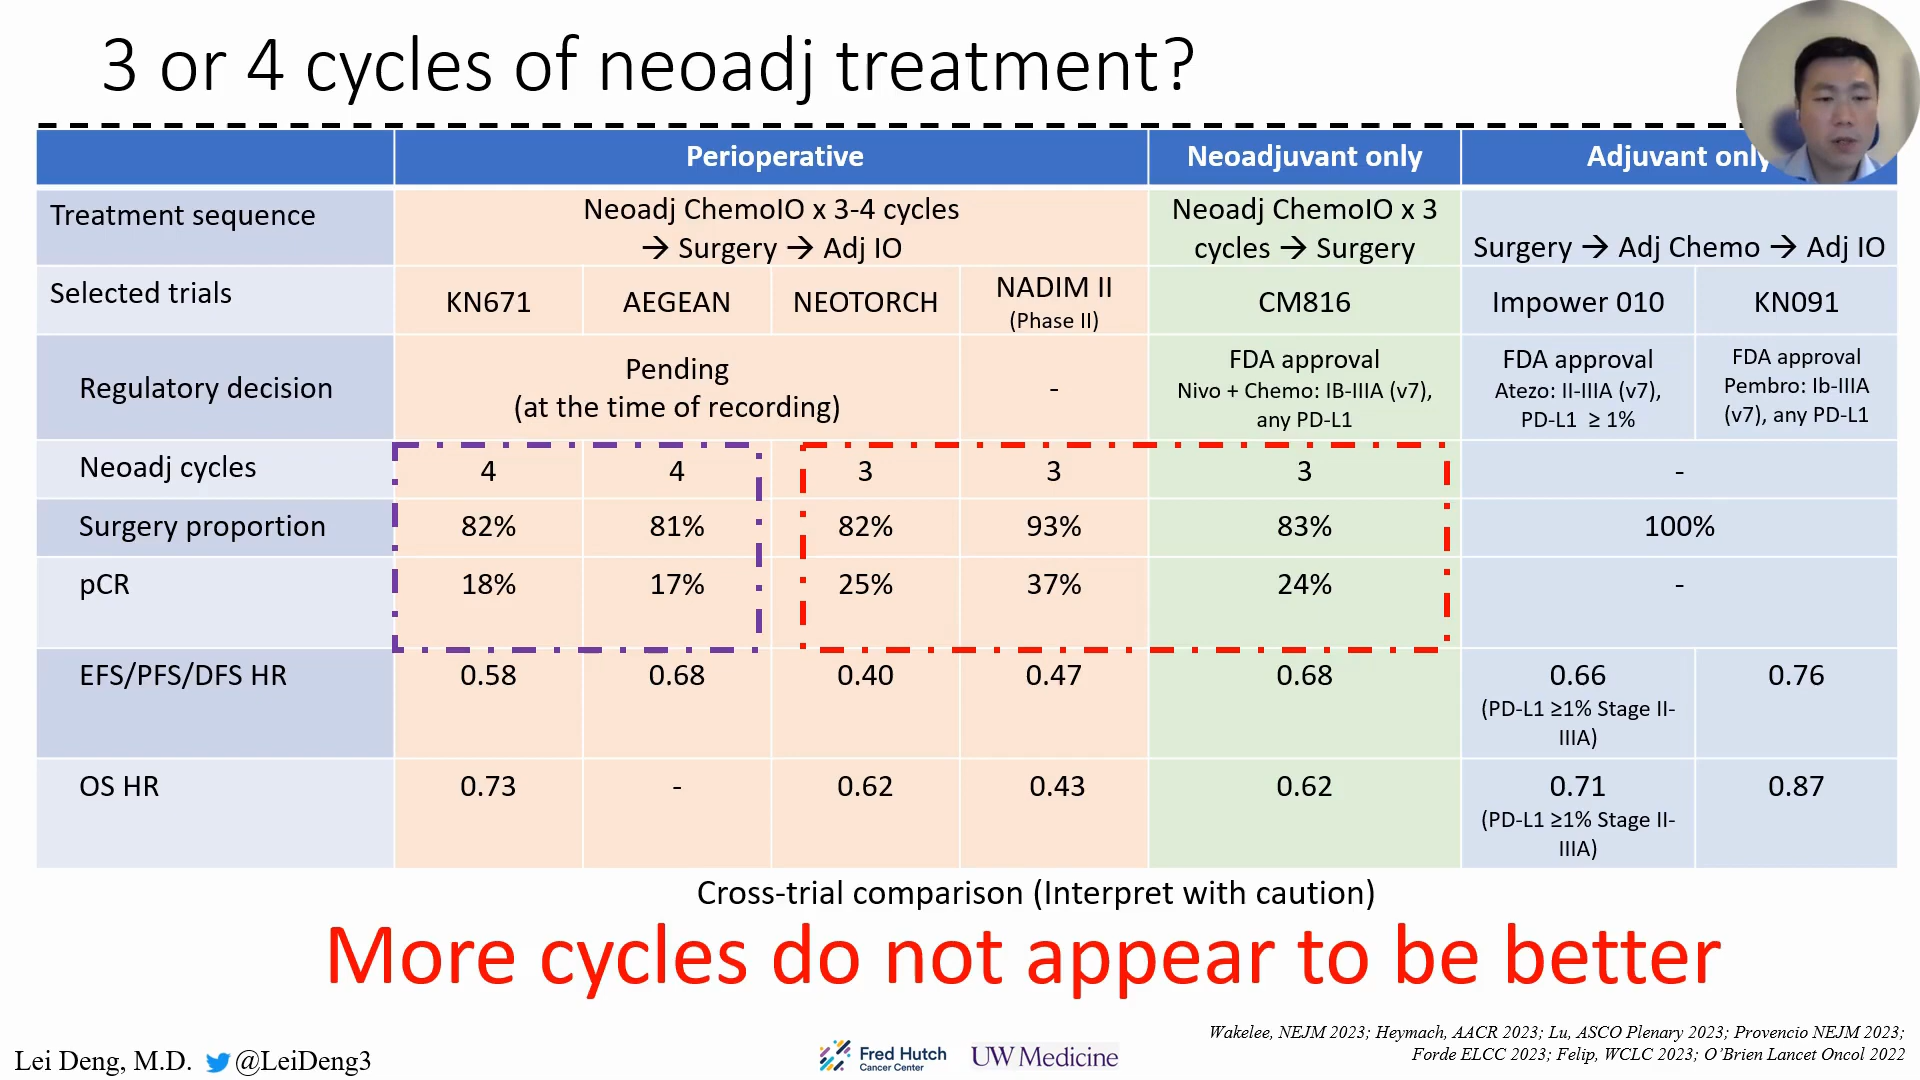 3 or 4 cycles of neoadj treatment?
Perioperative
Neoadjuvant only
Adjuvant only
Treatment sequence
Neoadj ChemoIO x 3-4 cycles
→ Surgery → Adj IO
Neoadj ChemoIO x 3
cycles → Surgery
Surgery → Adj Chemo → Adj IO
Selected trials
KN671
AEGEAN
NEOTORCH
NADIM II
(Phase II)
CM816
Impower 010
KN091
Regulatory decision
Pending
(at the time of recording)
-
FDA approval
Nivo + Chemo: IB-IIIA (v7),
any PD-L1
FDA approval
Atezo: II-IIIA (v7),
PD-L1 ≥ 1%
FDA approval
Pembro: Ib-IIIA
(v7), any PD-L1
Neoadj cycles
4
4
3
3
3
-
Surgery proportion
82%
81%
82%
93%
83%
100%
pCR
18%
17%
25%
37%
24%
-
EFS/PFS/DFS HR
0.58
0.68
0.40
0.47
0.68
0.66
(PD-L1 ≥1% Stage II-
IIIA)
0.76
OS HR
0.73
-
0.62
0.43
0.62
0.71
(PD-L1 ≥1% Stage II-
IIIA)
0.87
Cross-trial comparison (Interpret with caution)
More cycles do not appear to be better
Wakelee, NEJM 2023; Heymach, AACR 2023; Lu, ASCO Plenary 2023; Provencio NEJM 2023;
Forde ELCC 2023; Felip, WCLC 2023; O'Brien Lancet Oncol 2022
Lei Deng, M.D. @LeiDeng3
Fred Hutch
Cancer Center
UW Medicine